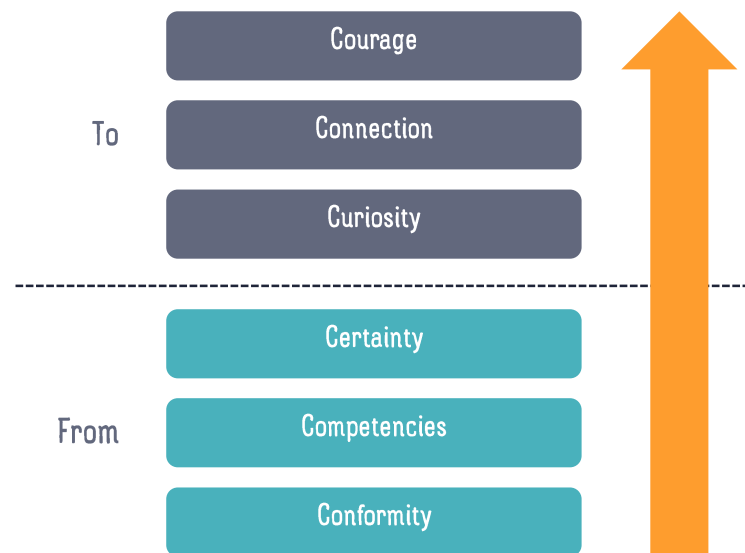 Courage
To
Connection
Curiosity
Certainty
From
Competencies
Conformity